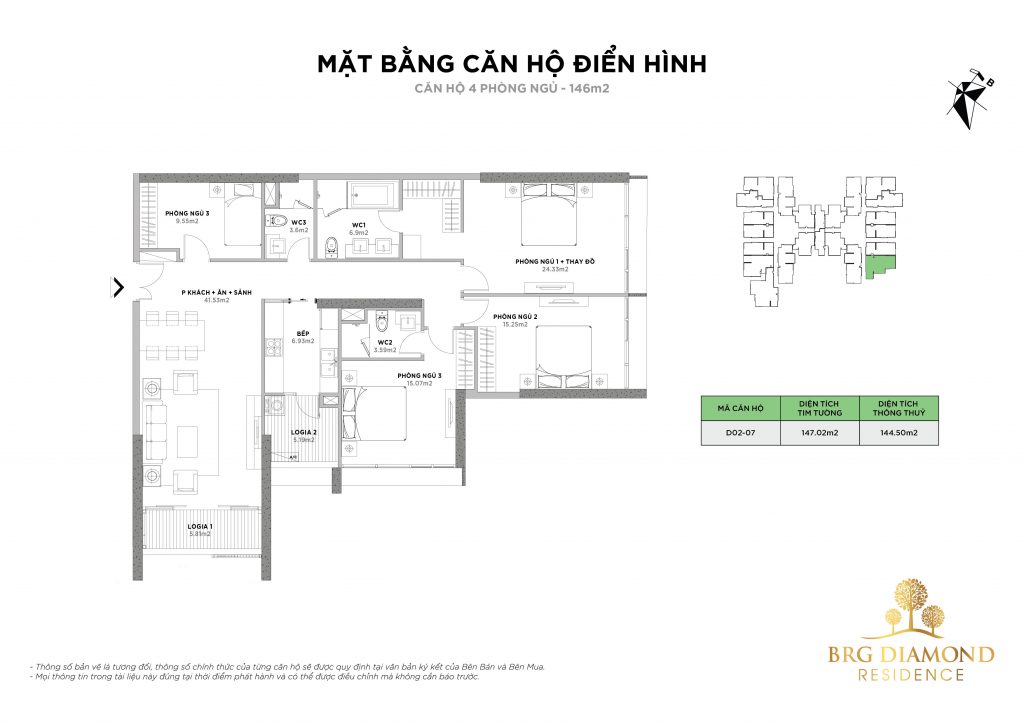 MẶT BẰNG CĂN HỘ ĐIỂN HÌNH
CĂN HỘ 4 PHÒNG NGỦ - 146m2
B
PHÒNG NGỦ 3
9.55m2
WC3
3.6m2
WC1
6.9m2
PHÒNG NGỦ 1 + THAY ĐỒ
24.33m2
P KHÁCH + ĂN + SẢNH
41.53m2
BẾP
6.93m2
WC2
3.59m2
PHÒNG NGỦ 2
15.25m2
PHÒNG NGỦ 3
15.07m2
LOGIA 2
5.19m2
LOGIA 1
5.81m2
MÃ CĂN HỘ
DIỆN TÍCH
TIM TƯỜNG
DIỆN TÍCH
THÔNG THUỶ
D02-07
147.02m2
144.50m2
BRG DIAMOND
RESIDENCE
- Thông số bản vẽ là tương đối, thông số chính thức của từng căn hộ sẽ được quy định tại văn bản ký kết của Bên Bán và Bên Mua.
- Mọi thông tin trong tài liệu này đúng tại thời điểm phát hành và có thể được điều chỉnh mà không cần báo trước.